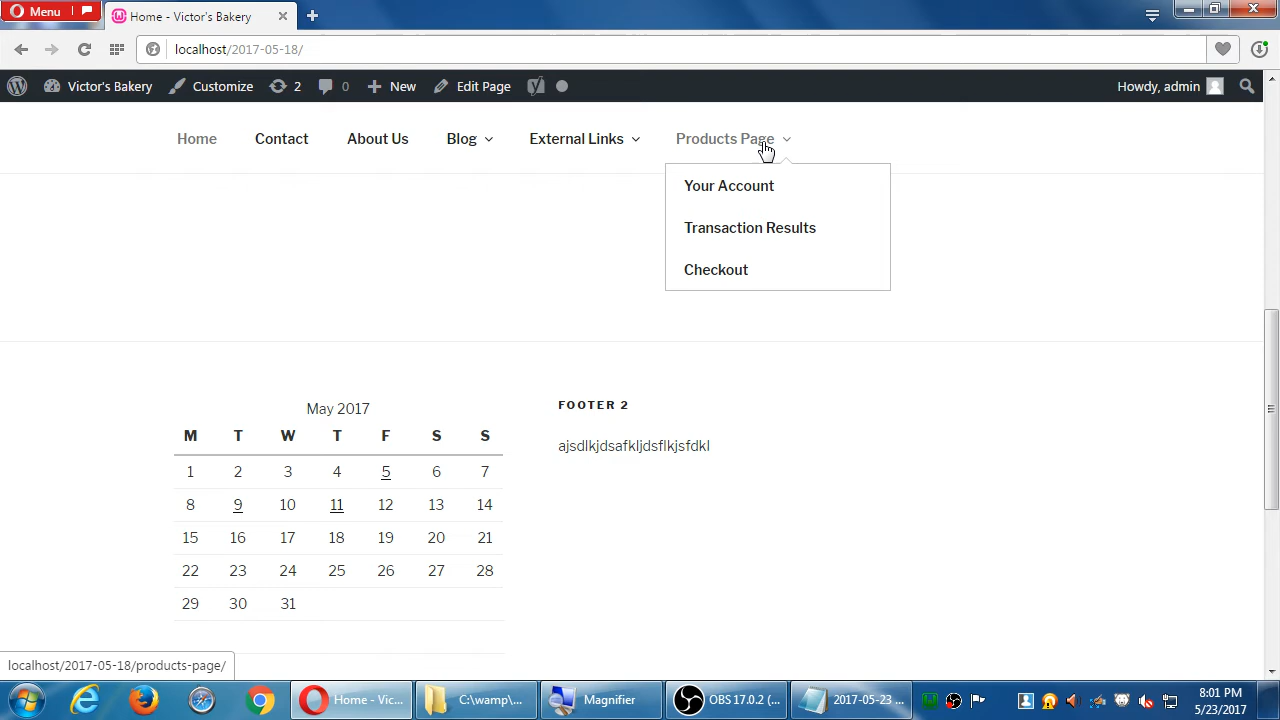 Menu
Home - Victor's Bakery
localhost/2017-05-18/
Victor's Bakery
Customize
2
0
New
Edit Page
Howdy, admin
Home
Contact
About Us
Blog
External Links
Products Page
Your Account
Transaction Results
Checkout
May 2017
M T W T F S S
1 2 3 4 5 6 7
8 9 10 11 12 13 14
15 16 17 18 19 20 21
22 23 24 25 26 27 28
29 30 31
FOOTER 2
ajsdlkjdsafkljdsflkjsfdkl
localhost/2017-05-18/products-page/
Home - Vic...
C:\wamp\...
Magnifier
OBS 17.0.2 (...
2017-05-23 ...
8:01 PM
5/23/2017